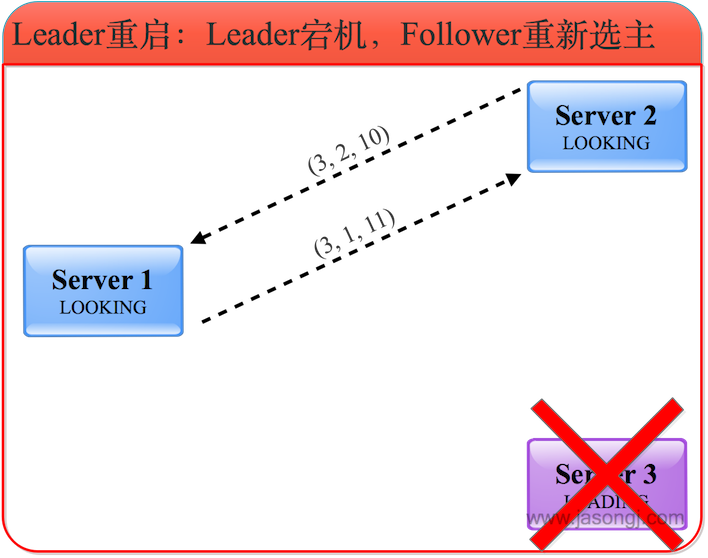 Leader重启：Leader宕机，Follower重新选主
Server 2
LOOKING
(3, 2, 10)
(3, 1, 11)
Server 1
LOOKING
Server 3
LEADING
www.jasongj.com